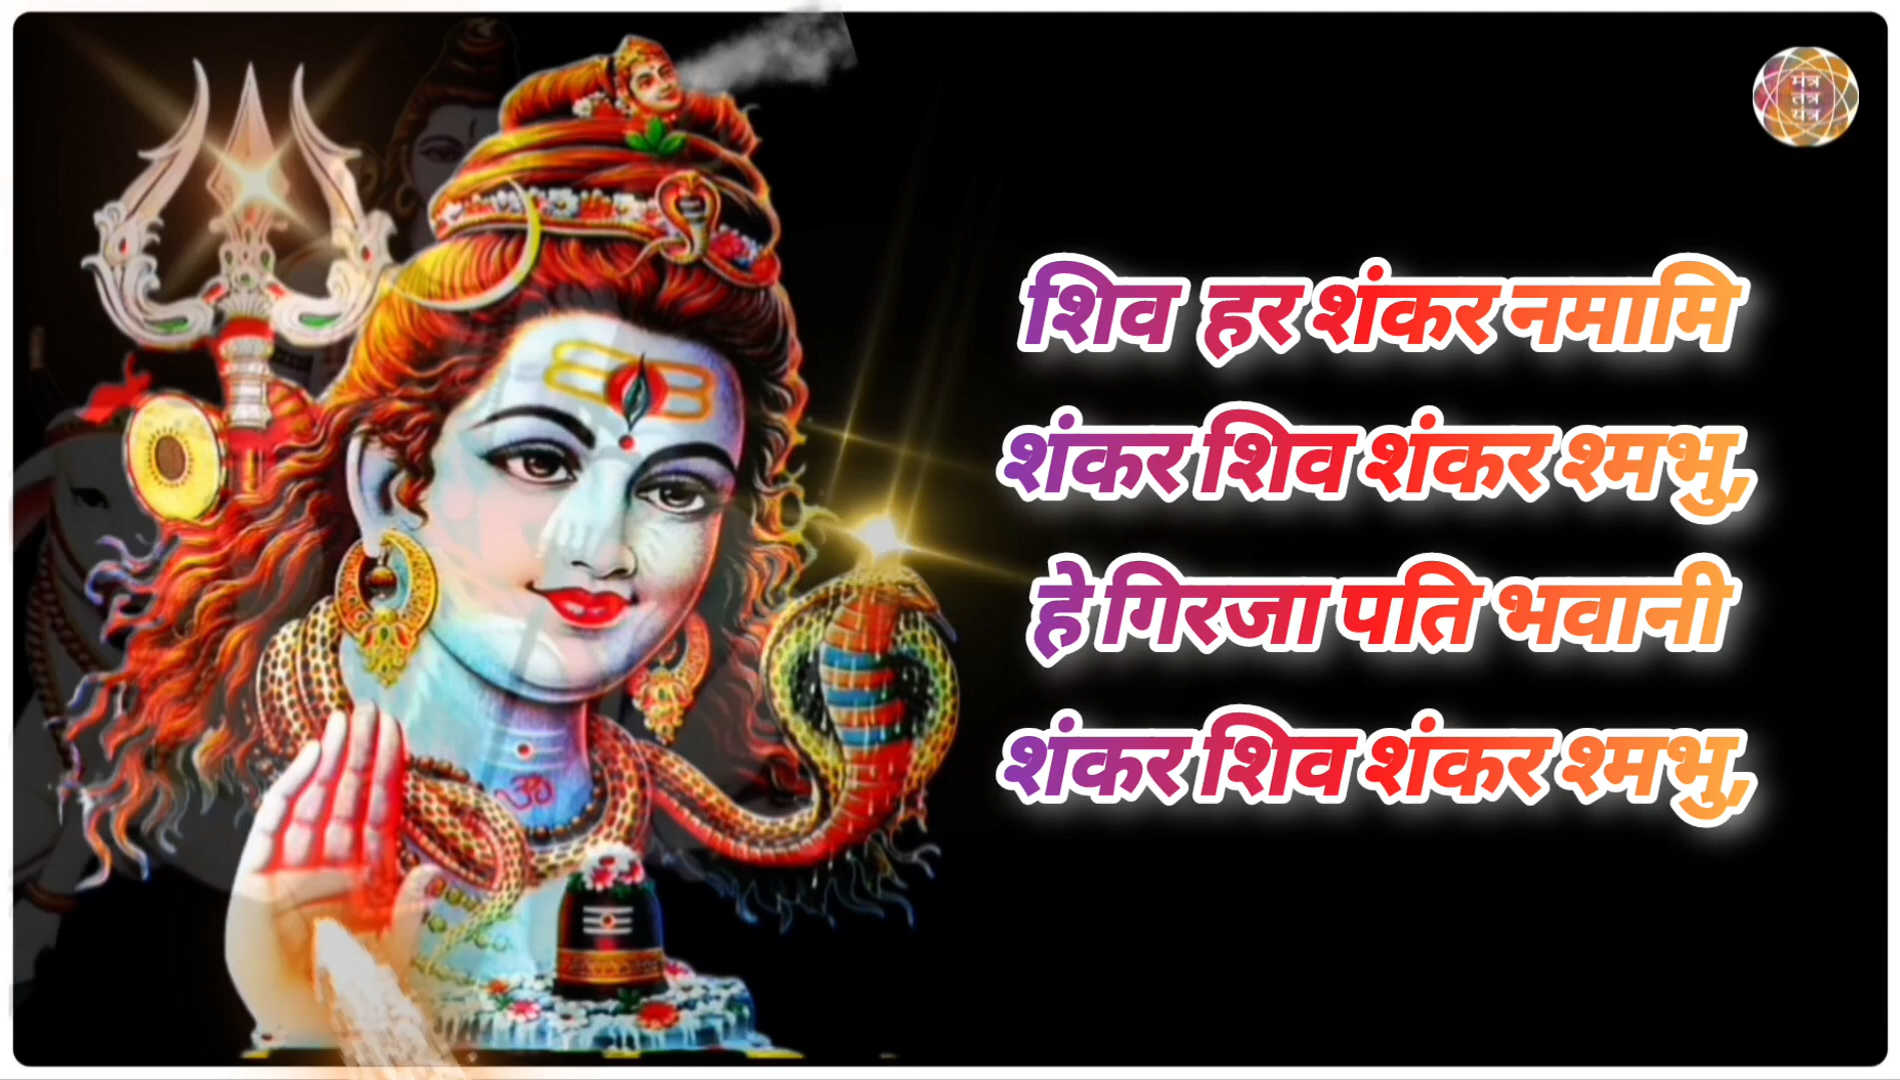 मंत्र
तंत्र
यंत्र
शिव हर शंकर नमामि
शंकर शिव शंकर श्मभु,
हे गिरजा पति भवानी
शंकर शिव शंकर श्मभु,
ॐ